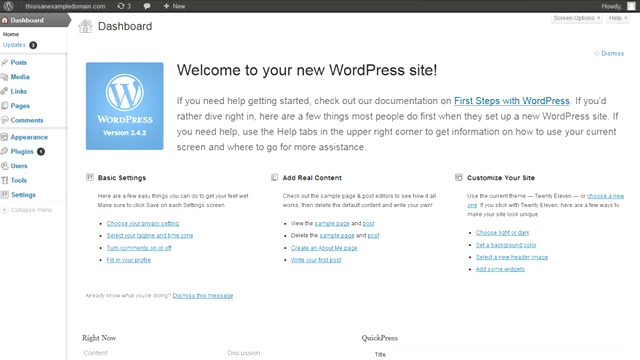 thisisanexampledomain.com 3 + New Howdy,
Dashboard
Home
Updates 3
Posts
Media
Links
Pages
Comments
Appearance
Plugins 1
Users
Tools
Settings
Collapse menu
Screen Options Help
Dashboard
Dismiss
WORDPRESS
Version 3.4.2
Welcome to your new WordPress site!
If you need help getting started, check out our documentation on First Steps with WordPress. If you'd
rather dive right in, here are a few things most people do first when they set up a new WordPress site. If
you need help, use the Help tabs in the upper right corner to get information on how to use your current
screen and where to go for more assistance.
Basic Settings
Here are a few easy things you can do to get your feet wet.
Make sure to click Save on each Settings screen.
Choose your privacy setting
Select your tagline and time zone
Turn comments on or off
Fill in your profile
Add Real Content
Check out the sample page & post editors to see how it all
works, then delete the default content and write your own!
View the sample page and post
Delete the sample page and post
Create an About Me page
Write your first post
Customize Your Site
Use the current theme — Twenty Eleven — or choose a new
one. If you stick with Twenty Eleven, here are a few ways to
make your site look unique.
Choose light or dark
Set a background color
Select a new header image
Add some widgets
Already know what you're doing? Dismiss this message.
Right Now
Content Discussion
QuickPress
Title